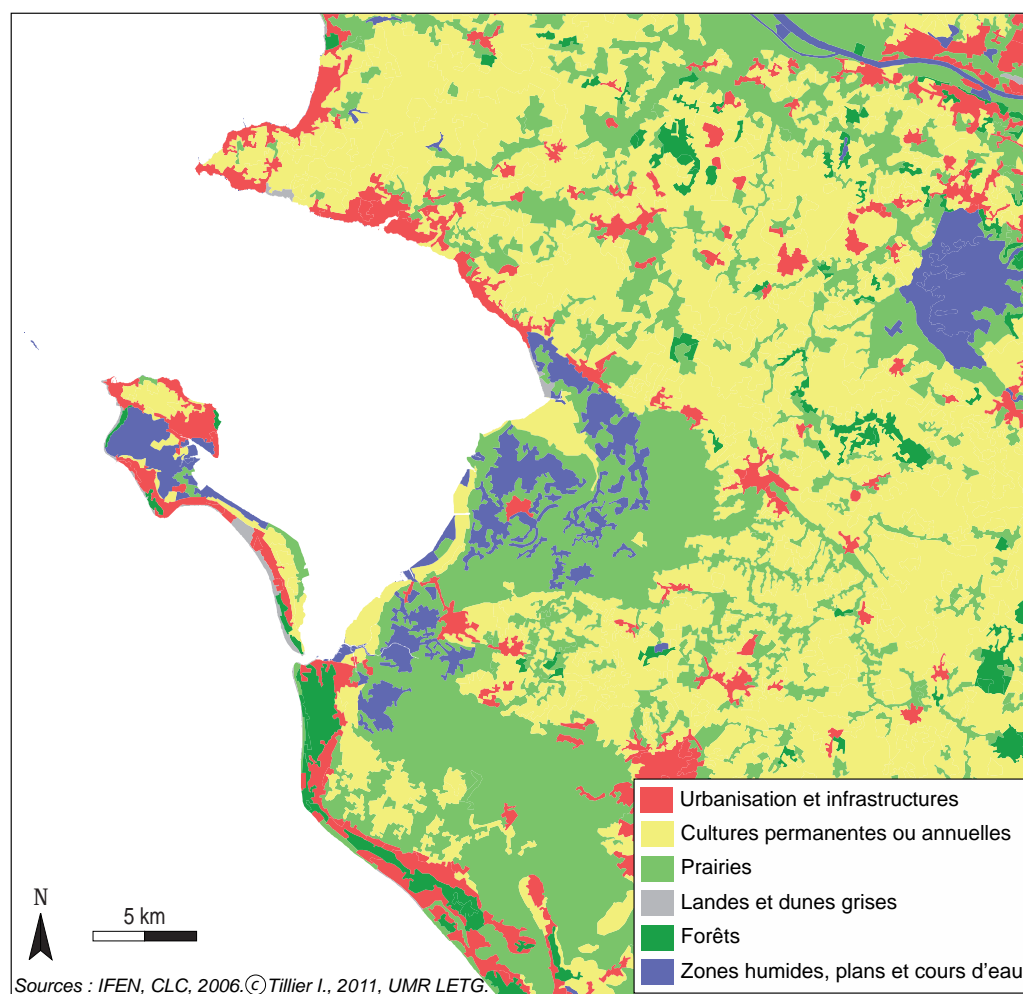 Urbanisation et infrastructures
Cultures permanentes ou annuelles
Prairies
Landes et dunes grises
Forêts
Zones humides, plans et cours d'eau
N
5 km
Sources : IFEN, CLC, 2006.©Tillier I., 2011, UMR LETG.